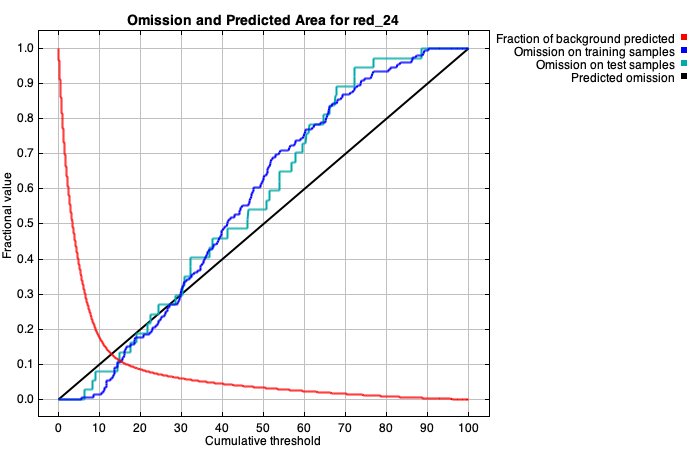 Omission and Predicted Area for red_24
Fraction of background predicted
Omission on training samples
Omission on test samples
Predicted omission
Fractional value
1.0
0.9
0.8
0.7
0.6
0.5
0.4
0.3
0.2
0.1
0.0
0 10 20 30 40 50 60 70 80 90 100
Cumulative threshold